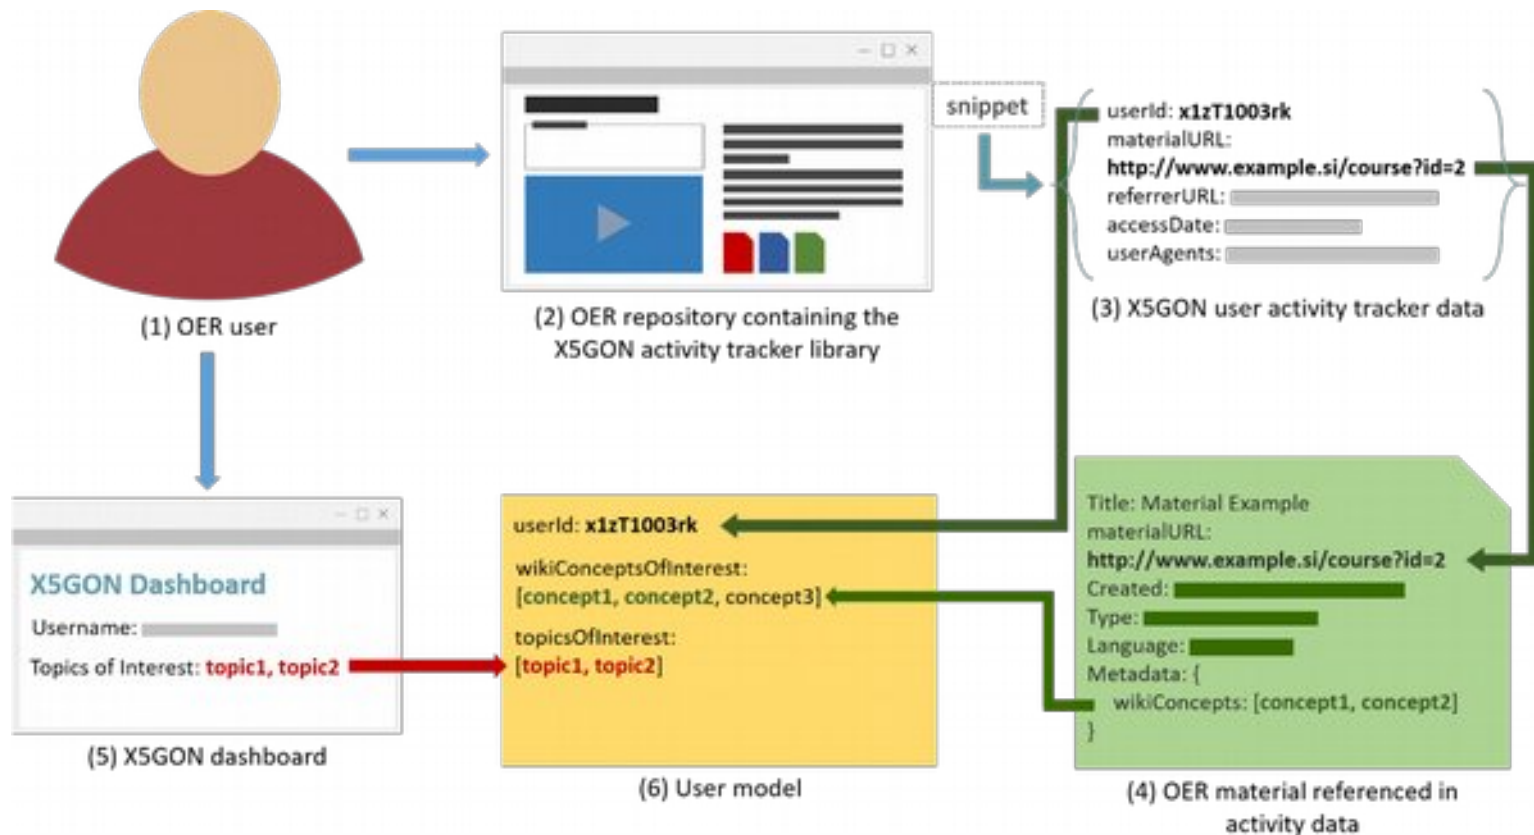 (1) OER user
(2) OER repository containing the
X5GON activity tracker library
snippet
userId: x1zT1003rk
materialURL:
http://www.example.si/course?id=2
referrerURL:
accessDate:
userAgents:
(3) X5GON user activity tracker data
Title: Material Example
materialURL:
http://www.example.si/course?id=2
Created:
Type:
Language:
Metadata: {
wikiConcepts: [concept1, concept2]
}
(4) OER material referenced in
activity data
X5GON Dashboard
Username:
Topics of Interest: topic1, topic2
(5) X5GON dashboard
userId: x1zT1003rk
wikiConceptsOfInterest:
[concept1, concept2, concept3]
topicsOfInterest:
[topic1, topic2]
(6) User model